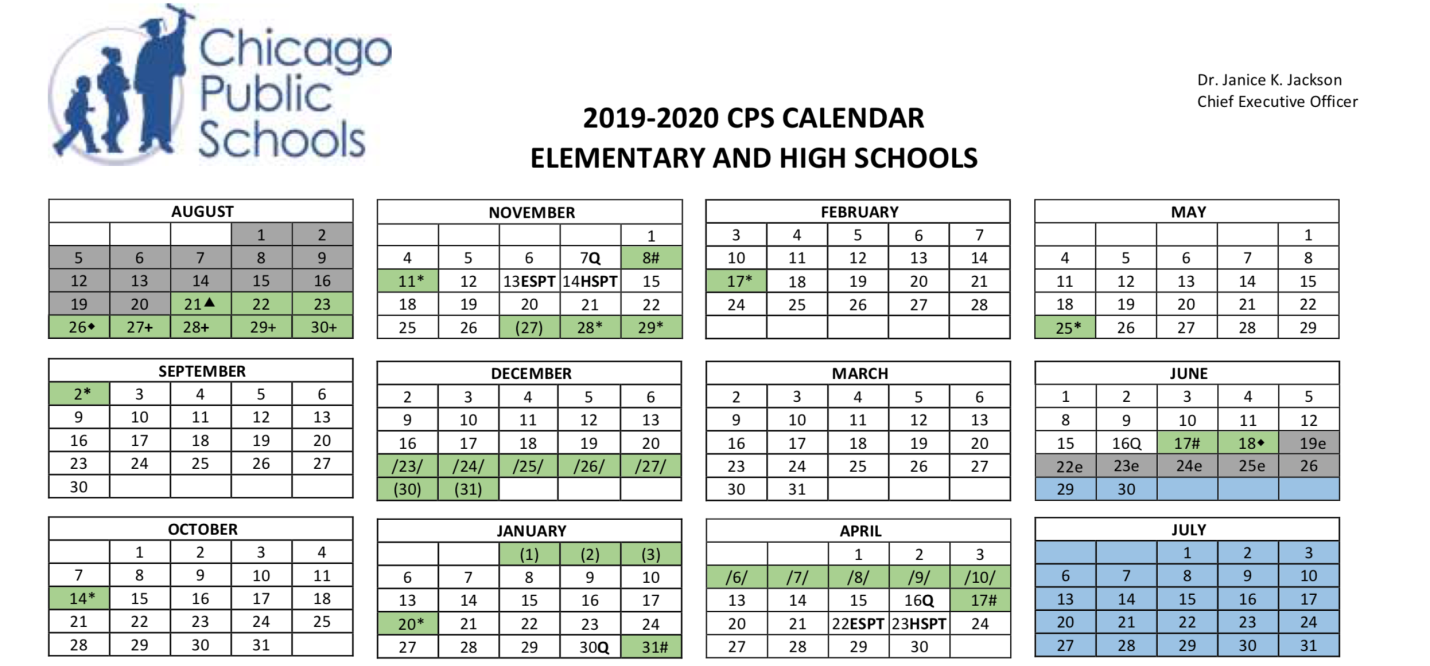 Chicago
Public
Schools
Dr. Janice K. Jackson
Chief Executive Officer
2019-2020 CPS CALENDAR
ELEMENTARY AND HIGH SCHOOLS
AUGUST
1 2
5 6 7 8 9
12 13 14 15 16
19 20 21▲ 22 23
26◆ 27+ 28+ 29+ 30+
NOVEMBER
1
4 5 6 7Q 8#
11* 12 13ESPT 14HSPT 15
18 19 20 21 22
25 26 (27) 28* 29*
FEBRUARY
3 4 5 6 7
10 11 12 13 14
17* 18 19 20 21
24 25 26 27 28
MAY
1
4 5 6 7 8
11 12 13 14 15
18 19 20 21 22
25* 26 27 28 29
SEPTEMBER
2* 3 4 5 6
9 10 11 12 13
16 17 18 19 20
23 24 25 26 27
30
DECEMBER
2 3 4 5 6
9 10 11 12 13
16 17 18 19 20
/23/ /24/ /25/ /26/ /27/
(30) (31)
MARCH
2 3 4 5 6
9 10 11 12 13
16 17 18 19 20
23 24 25 26 27
30 31
JUNE
1 2 3 4 5
8 9 10 11 12
15 16Q 17# 18◆ 19e
22e 23e 24e 25e 26
29 30
OCTOBER
1 2 3 4
7 8 9 10 11
14* 15 16 17 18
21 22 23 24 25
28 29 30 31
JANUARY
(1) (2) (3)
6 7 8 9 10
13 14 15 16 17
20* 21 22 23 24
27 28 29 30Q 31#
APRIL
1 2 3
/6/ /7/ /8/ /9/ /10/
13 14 15 16Q 17#
20 21 22ESPT 23HSPT 24
27 28 29 30
JULY
1 2 3
6 7 8 9 10
13 14 15 16 17
20 21 22 23 24
27 28 29 30 31